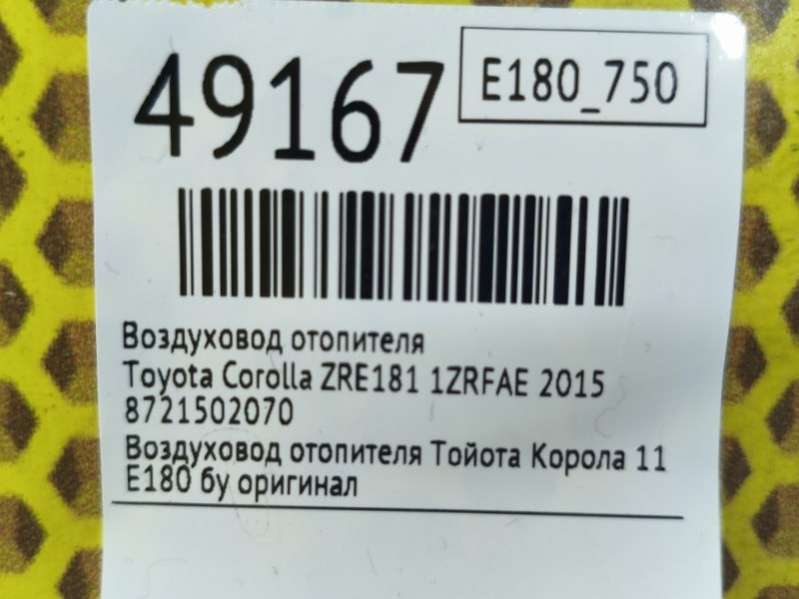 49167
E180_750
Воздуховод отопителя
Toyota Corolla ZRE181 1ZRFAE 2015
8721502070
Воздуховод отопителя Тойота Корола 11
E180 бу оригинал